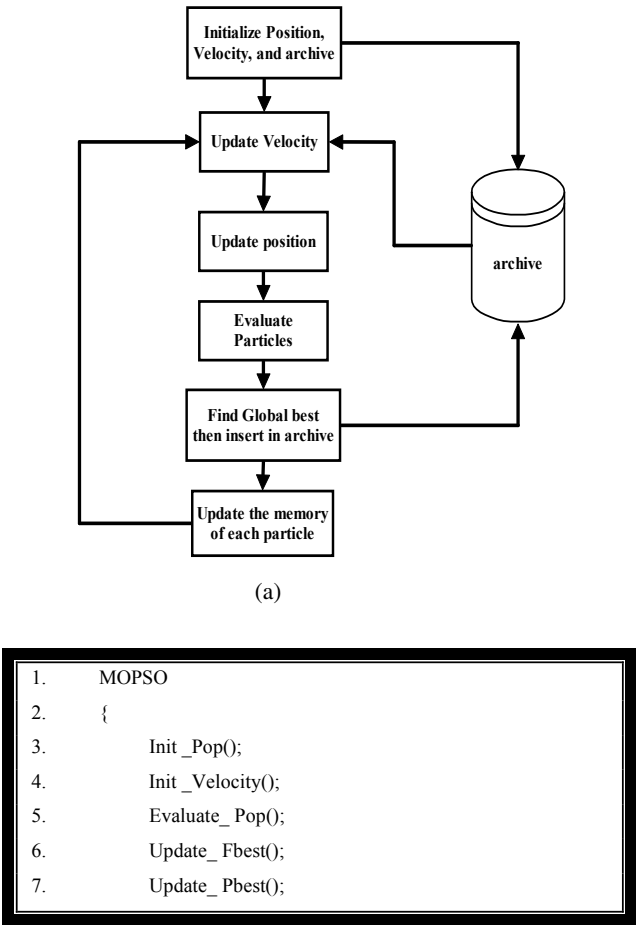 Initialize Position,
Velocity, and archive
Update Velocity
Update position
archive
Evaluate
Particles
Find Global best
then insert in archive
Update the memory
of each particle
(a)
1. MOPSO
2. {
3. Init _Pop();
4. Init _Velocity();
5. Evaluate_ Pop();
6. Update_ Fbest();
7. Update_ Pbest();